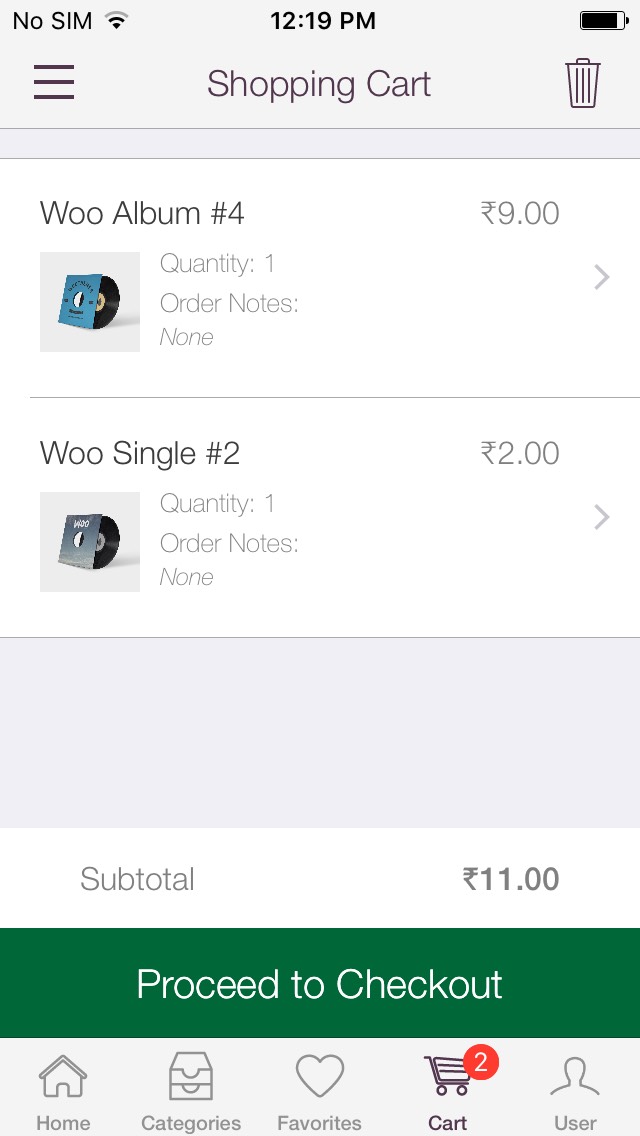 No SIM 12:19 PM
Shopping Cart
Woo Album #4 ₹9.00
Quantity: 1
Order Notes:
None
Woo Single #2 ₹2.00
WOO
Quantity: 1
Order Notes:
None
Subtotal ₹11.00
Proceed to Checkout
2
Home Categories Favorites Cart User